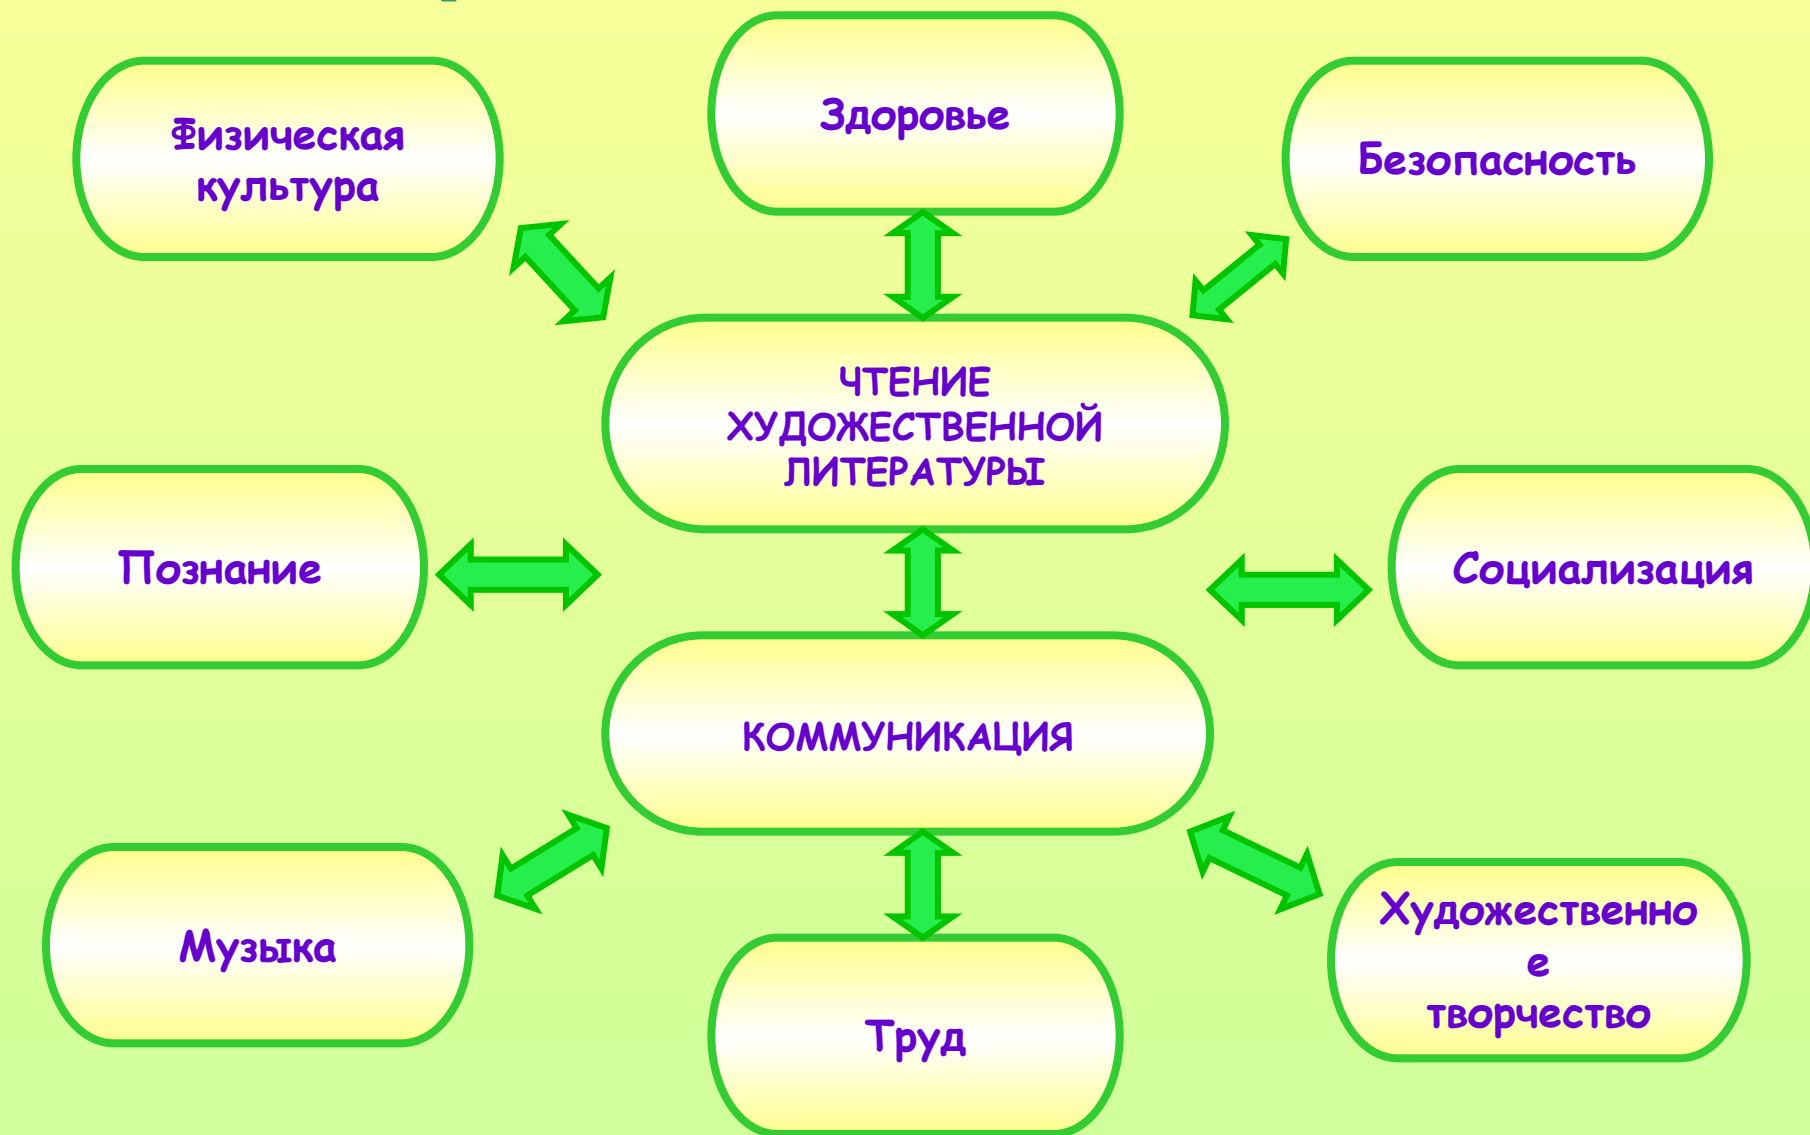 Физическая
культура
Здоровье
Безопасность
ЧТЕНИЕ
ХУДОЖЕСТВЕННОЙ
ЛИТЕРАТУРЫ
Познание
Социализация
КОММУНИКАЦИЯ
Музыка
Труд
Художественно
е
творчество